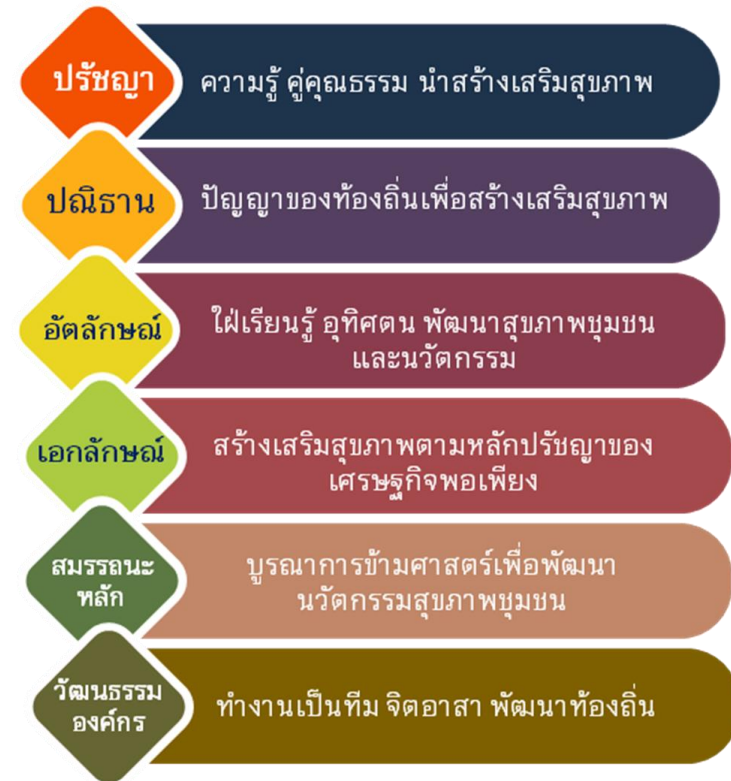 ปรัชญา
ความรู้ คู่คุณธรรม นำสร้างเสริมสุขภาพ
ปณิธาน
ปัญญาของท้องถิ่นเพื่อสร้างเสริมสุขภาพ
อัตลักษณ์
ใฝ่เรียนรู้ อุทิศตน พัฒนาสุขภาพชุมชน
และนวัตกรรม
เอกลักษณ์
สร้างเสริมสุขภาพตามหลักปรัชญาของ
เศรษฐกิจพอเพียง
สมรรถนะ
หลัก
บูรณาการข้ามศาสตร์เพื่อพัฒนา
นวัตกรรมสุขภาพชุมชน
วัฒนธรรม
องค์กร
ทำงานเป็นทีม จิตอาสา พัฒนาท้องถิ่น